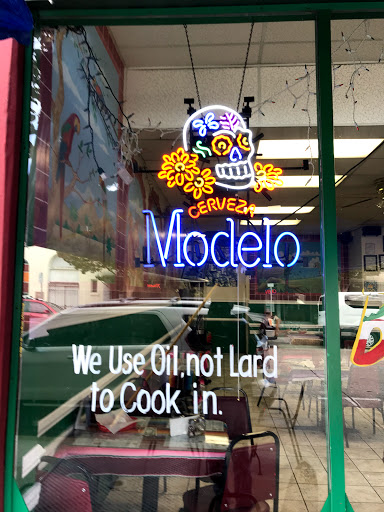 CERVEZA
Modelo
We Use Oil, not Lard
to Cook in.